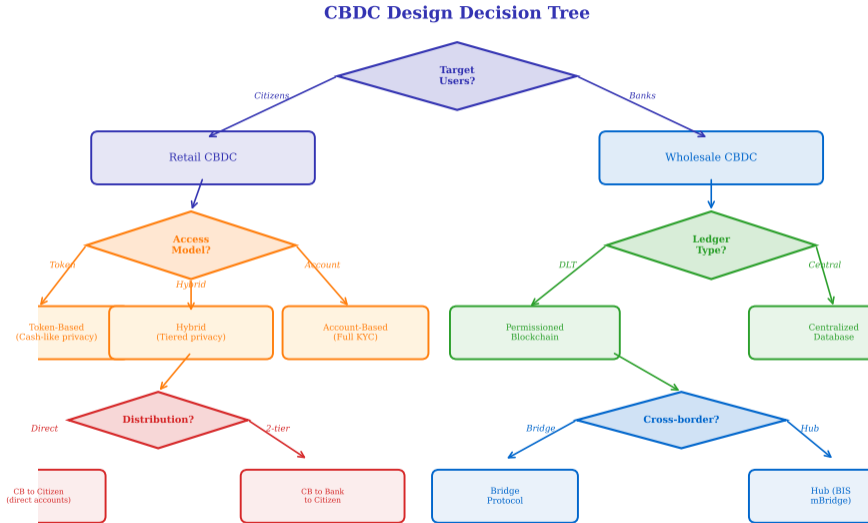 CBDC Design Decision Tree
Target
Users?
Citizens
Banks
Retail CBDC
Wholesale CBDC
Access
Model?
Ledger
Type?
Token
Hybrid
Account
DLT
Central
Token-Based
(Cash-like privacy)
Hybrid
(Tiered privacy)
Account-Based
(Full KYC)
Permissioned
Blockchain
Centralized
Database
Distribution?
Cross-border?
Direct
2-tier
Bridge
Hub
CB to Citizen
(direct accounts)
CB to Bank
to Citizen
Bridge
Protocol
Hub (BIS
mBridge)